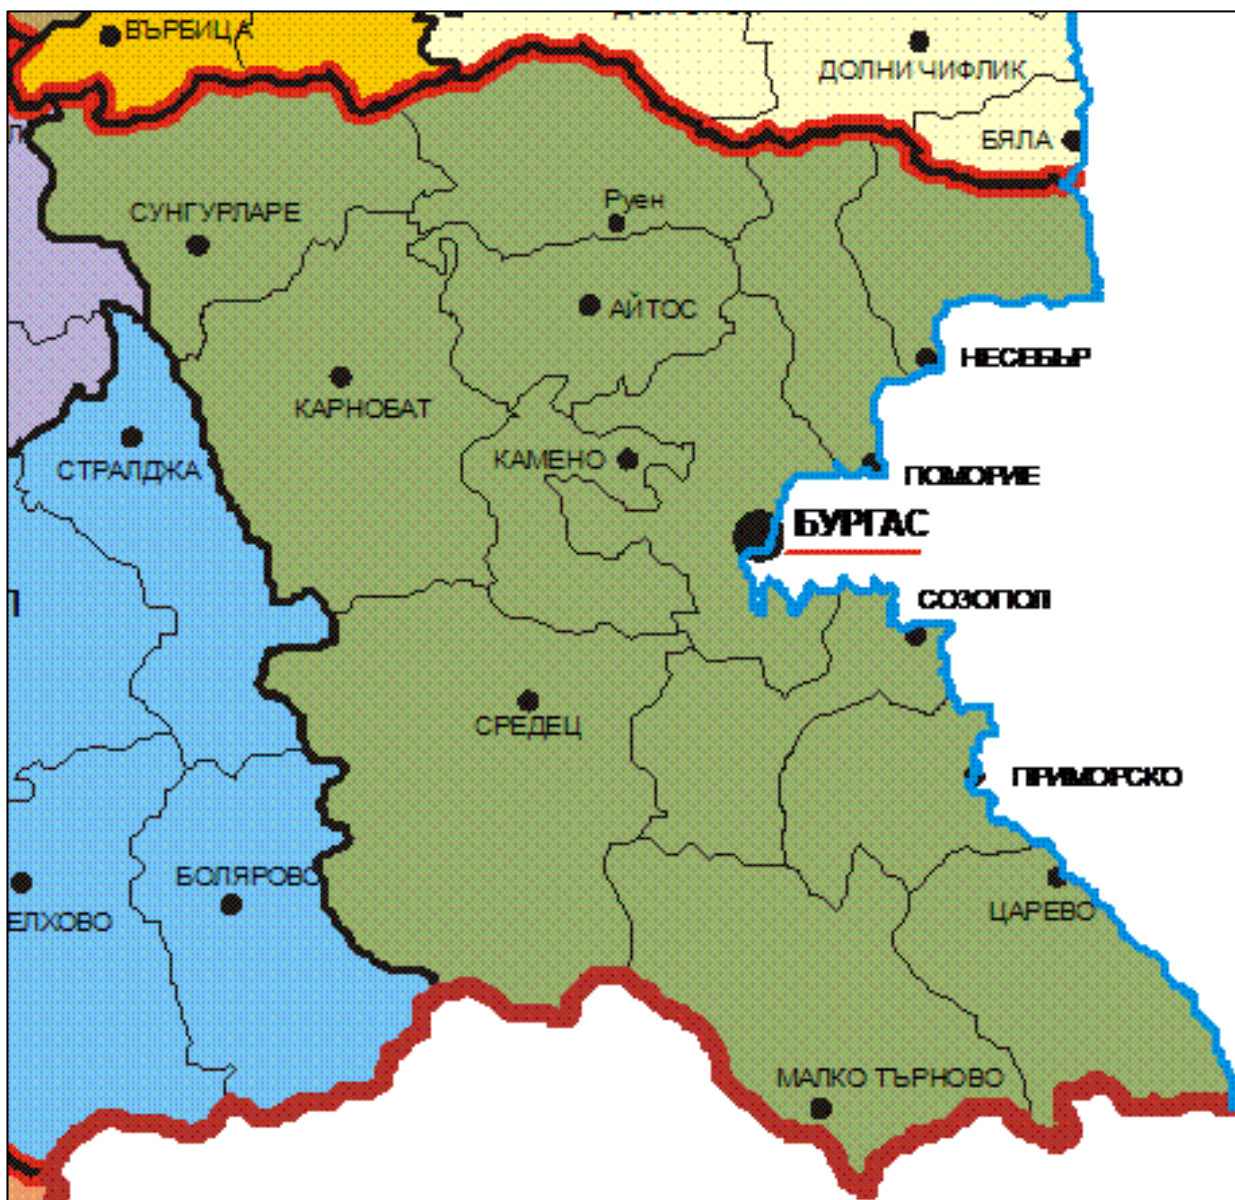 ВЪРБИЦА
ДОЛНИ ЧИФЛИК
БЯЛА
СУНГУРЛАРЕ
Руен
АЙТОС
НЕСЕБЪР
КАРНОБАТ
СТРАЛДЖА
КАМЕНО
ПОМОРИЕ
БУРГАС
СОЗОПОЛ
СРЕДЕЦ
ПРИМОРСКО
БОЛЯРОВО
ЕЛХОВО
ЦАРЕВО
МАЛКО ТЪРНОВО